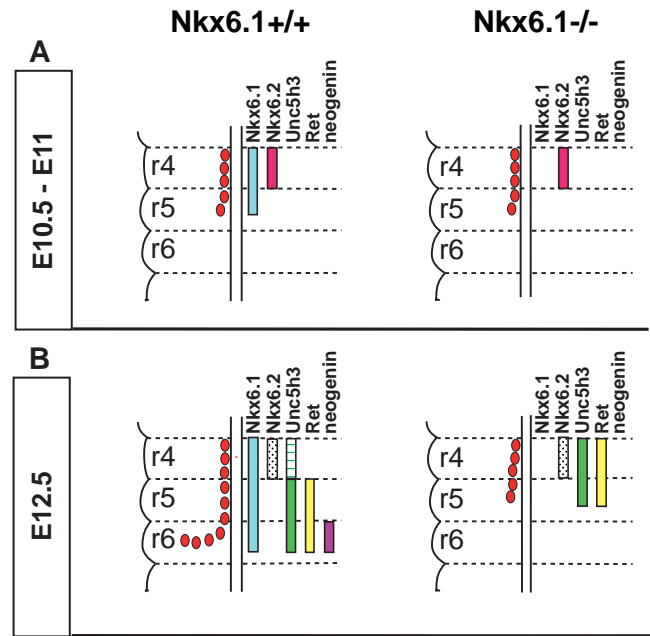 Nkx6.1+/+
Nkx6.1-/-
A
E10.5 - E11
Nkx6.1
Nkx6.2
Unc5h3
Ret
neogenin
r4
r5
r6
Nkx6.1
Nkx6.2
Unc5h3
Ret
neogenin
r4
r5
r6
B
E12.5
Nkx6.1
Nkx6.2
Unc5h3
Ret
neogenin
r4
r5
r6
Nkx6.1
Nkx6.2
Unc5h3
Ret
neogenin
r4
r5
r6